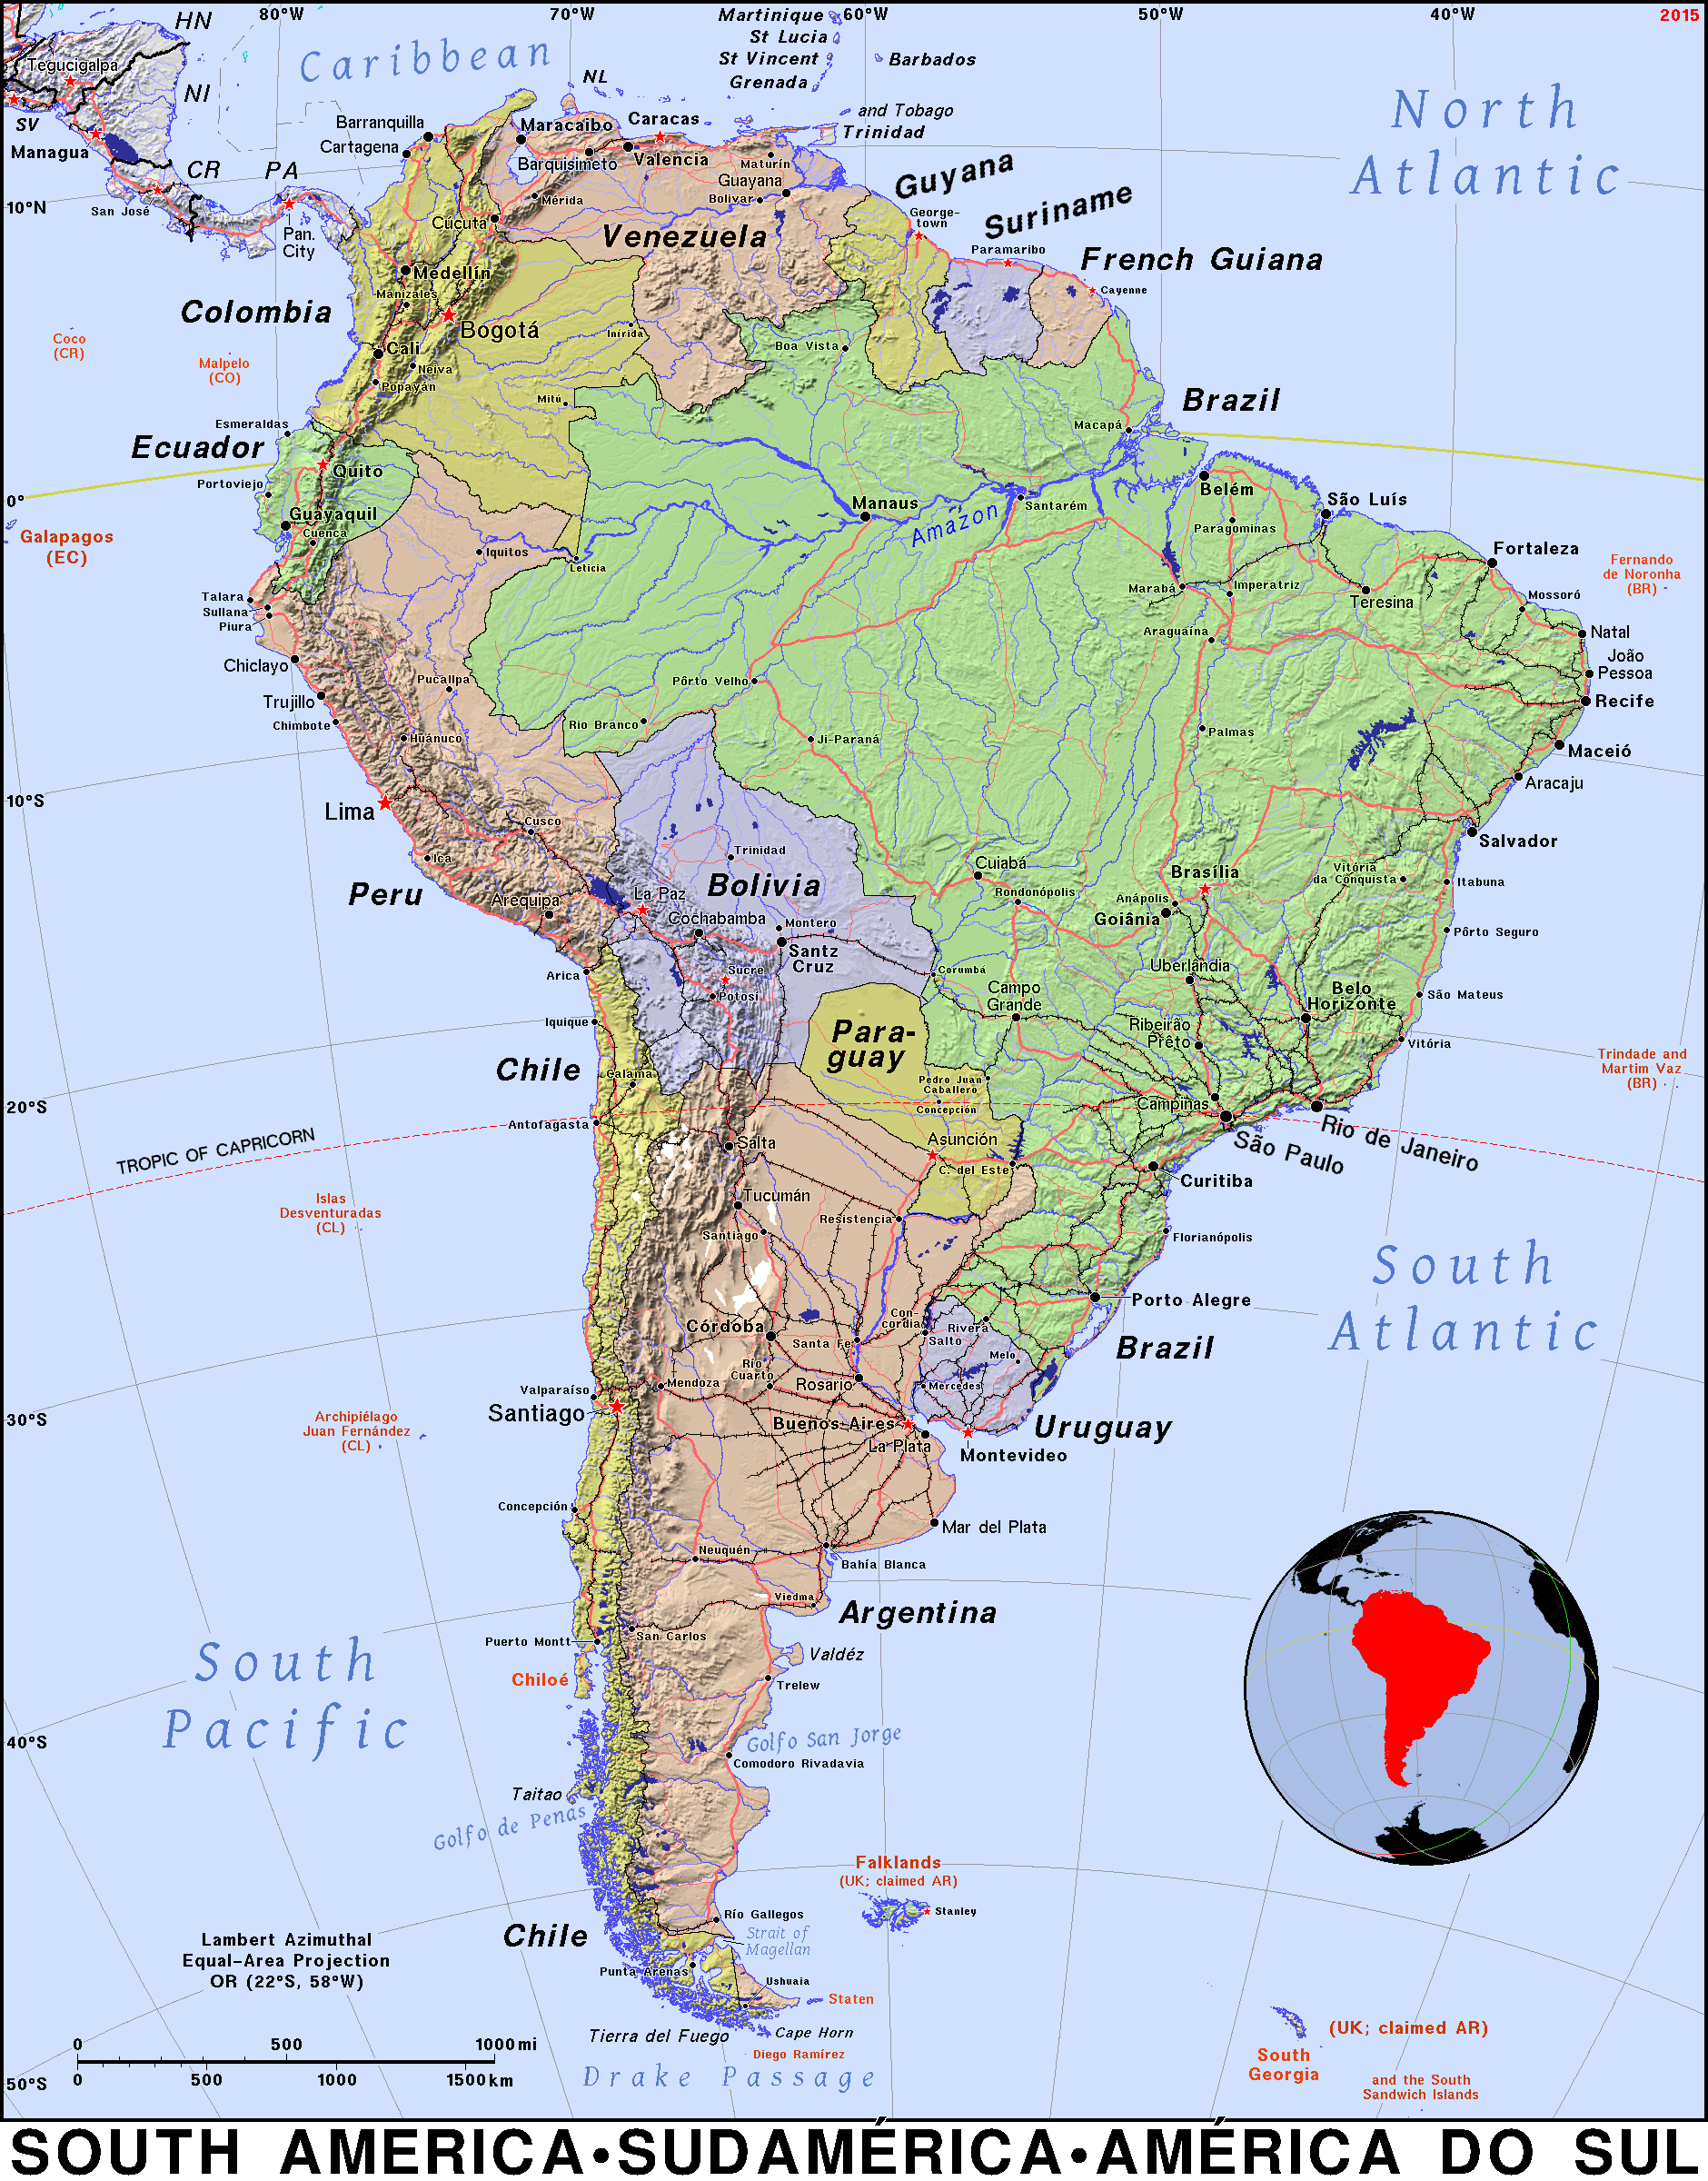 80°W
70°W
60°W
50°W
40°W
2015
HN
Tegucigalpa
NI
SV
Managua
CR
PA
San José
Pan.
City
Caribbean
NL
Martinique
St Lucia
St Vincent
Grenada
Barbados
and Tobago
Trinidad
North
Atlantic
Barranquilla
Cartagena
Maracaibo
Caracas
Barquisimeto
Valencia
Maturín
Guayana
Bolivar
Mérida
Cúcuta
Venezuela
Guyana
George-
town
Suriname
Paramaribo
French Guiana
Cayenne
10°N
Medellín
Manizales
Colombia
Bogotá
Inírida
Boa Vista
Coco
(CR)
Malpelo
(CO)
Cali
Neiva
Popayán
Mitú
Brazil
Macapá
Esmeraldas
Ecuador
Quito
Portoviejo
0°
Guayaquil
Cuenca
Galapagos
(EC)
Iquitos
Leticia
Manaus
Amazon
Santarém
Belém
São Luís
Paragominas
Fortaleza
Fernando
de Noronha
(BR)
Marabá
Imperatriz
Teresina
Mossoró
Talara
Sullana
Piura
Araguaína
Natal
João
Pessoa
Chiclayo
Pucallpa
Pôrto Velho
Recife
Trujillo
Chimbote
Rio Branco
Huánuco
Ji-Paraná
Palmas
Maceió
Aracaju
10°S
Lima
Cusco
Salvador
Ica
Trinidad
Cuiabá
Brasília
Vitória
da Conquista
Itabuna
Peru
Bolivia
La Paz
Arequipa
Rondonópolis
Ânápolis
Goiânia
Cochabamba
Montero
Santz
Cruz
Pôrto Seguro
Arica
Sucre
Potosí
Corumbá
Uberlândia
Campo
Grande
Belo
Horizonte
São Mateus
Iquique
Para-
guay
Ribeirão
Prêto
Vitória
Trindade and
Martim Vaz
(BR)
Chile
Calama
Pedro Juan
Caballero
Concepción
20°S
Campinas
Antofagasta
TROPIC OF CAPRICORN
Salta
Asunción
C. del Este
São Paulo
Rio de Janeiro
Curitiba
Islas
Desventuradas
(CL)
Tucumán
Resistencia
Santiago
Florianópolis
South
Atlantic
Porto Alegre
Córdoba
Con-
cordia
Rivera
Salto
Santa Fe
Brazil
Melo
Río
Cuarto
Valparaíso
Mendoza
Rosario
Mercedes
30°S
Santiago
Archipiélago
Juan Fernández
(CL)
Buenos Aires
La Plata
Uruguay
Montevideo
Concepción
Mar del Plata
Neuquén
Bahía Blanca
Viedma
Argentina
San Carlos
Puerto Montt
Valdéz
Chiloé
Trelew
South
Pacific
40°S
Golfo San Jorge
Comodoro Rivadavia
Taitao
Golfo de Penas
Falklands
(UK; claimed AR)
Stanley
Río Gallegos
Strait of
Magellan
Chile
Punta Arenas
Ushuaia
Staten
Lambert Azimuthal
Equal-Area Projection
OR (22°S, 58°W)
Tierra del Fuego
Cape Horn
Diego Ramírez
Drake Passage
0 500 1000 mi
0 500 1000 1500 km
50°S
(UK; claimed AR)
South
Georgia
and the South
Sandwich Islands
SOUTH AMERICA•SUDAMÉRICA•AMÉRICA DO SUL